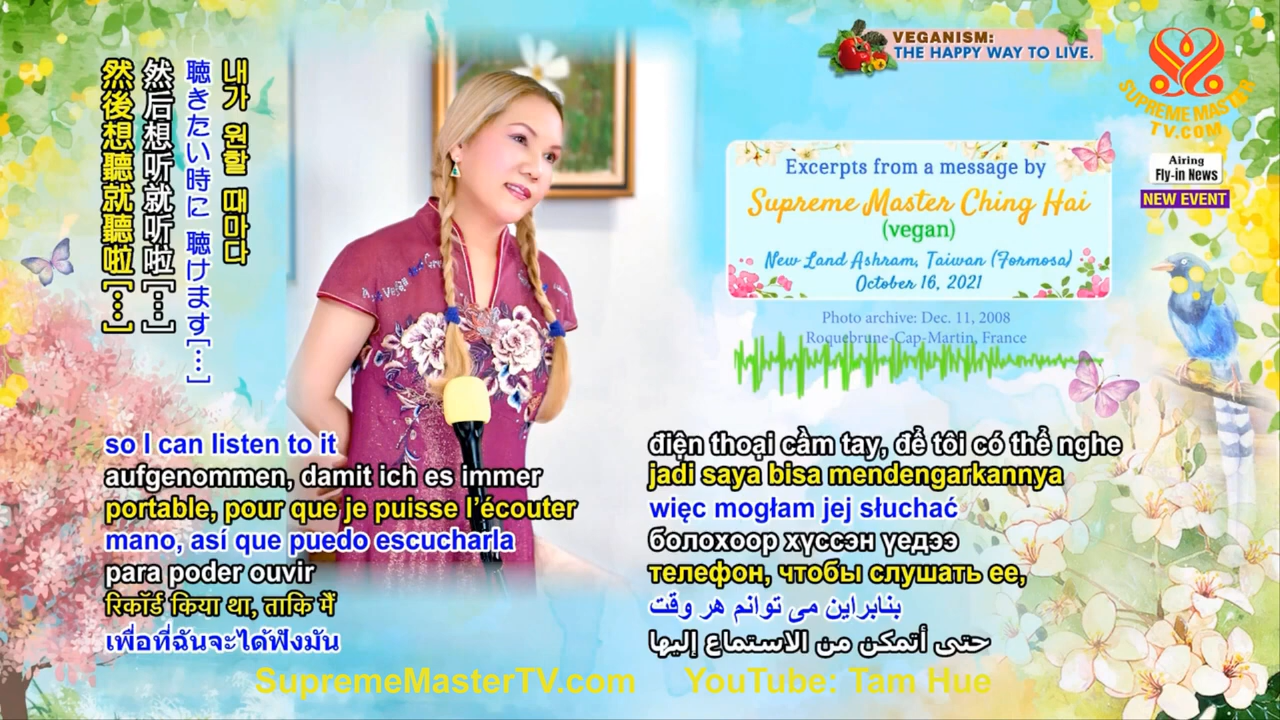 내가 원할 때마다
聴きたい時に 聴けます[…]
然后想听就听啦[…]
然後想聽就聽啦[…]
VEGANISM:
THE HAPPY WAY TO LIVE.
SUPREME MASTER
TV.COM
Airing
Fly-in News
NEW EVENT
Excerpts from a message by
Supreme Master Ching Hai
(vegan)
New Land Ashram, Taiwan (Formosa)
October 16, 2021
Photo archive: Dec. 11, 2008
Roquebrune-Cap-Martin, France
so I can listen to it
aufgenommen, damit ich es immer
portable, pour que je puisse l’écouter
mano, así que puedo escucharla
para poder ouvir
रिकॉर्ड किया था, ताकि मैं
เพื่อที่ฉันจะได้ฟังมัน
điện thoại cầm tay, để tôi có thể nghe
jadi saya bisa mendengarkannya
więc mogłam jej słuchać
болохоор хүссэн үедээ
телефон, чтобы слушать ее,
بنابراین می توانم هر وقت
حتى أتمكن من الاستماع إليها
SupremeMasterTV.com YouTube: Tam Hue